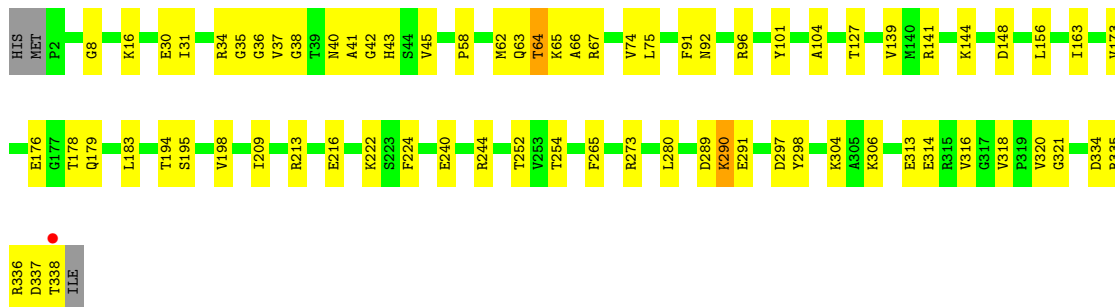 HIS MET P2 G8 K16 E30 I31 R34 G35 G36 V37 G38 T39 N40 A41 G42 H43 S44 V45 P58 M62 Q63 T64 K65 A66 R67 V74 L75 F91 N92 R96 Y101 A104 T127 V139 M140 R141 K144 D148 L156 I163
E176 G177 T178 Q179 L183 T194 S195 V198 I209 R213 E216 K222 S223 F224 E240 R244 T252 V253 T254 F265 R273 L280 D289 K290 E291 D297 Y298 K304 A305 K306 E313 E314 R315 V316 G317 V318 P319 V320 G321 D334
R336 D337 T338 ILE